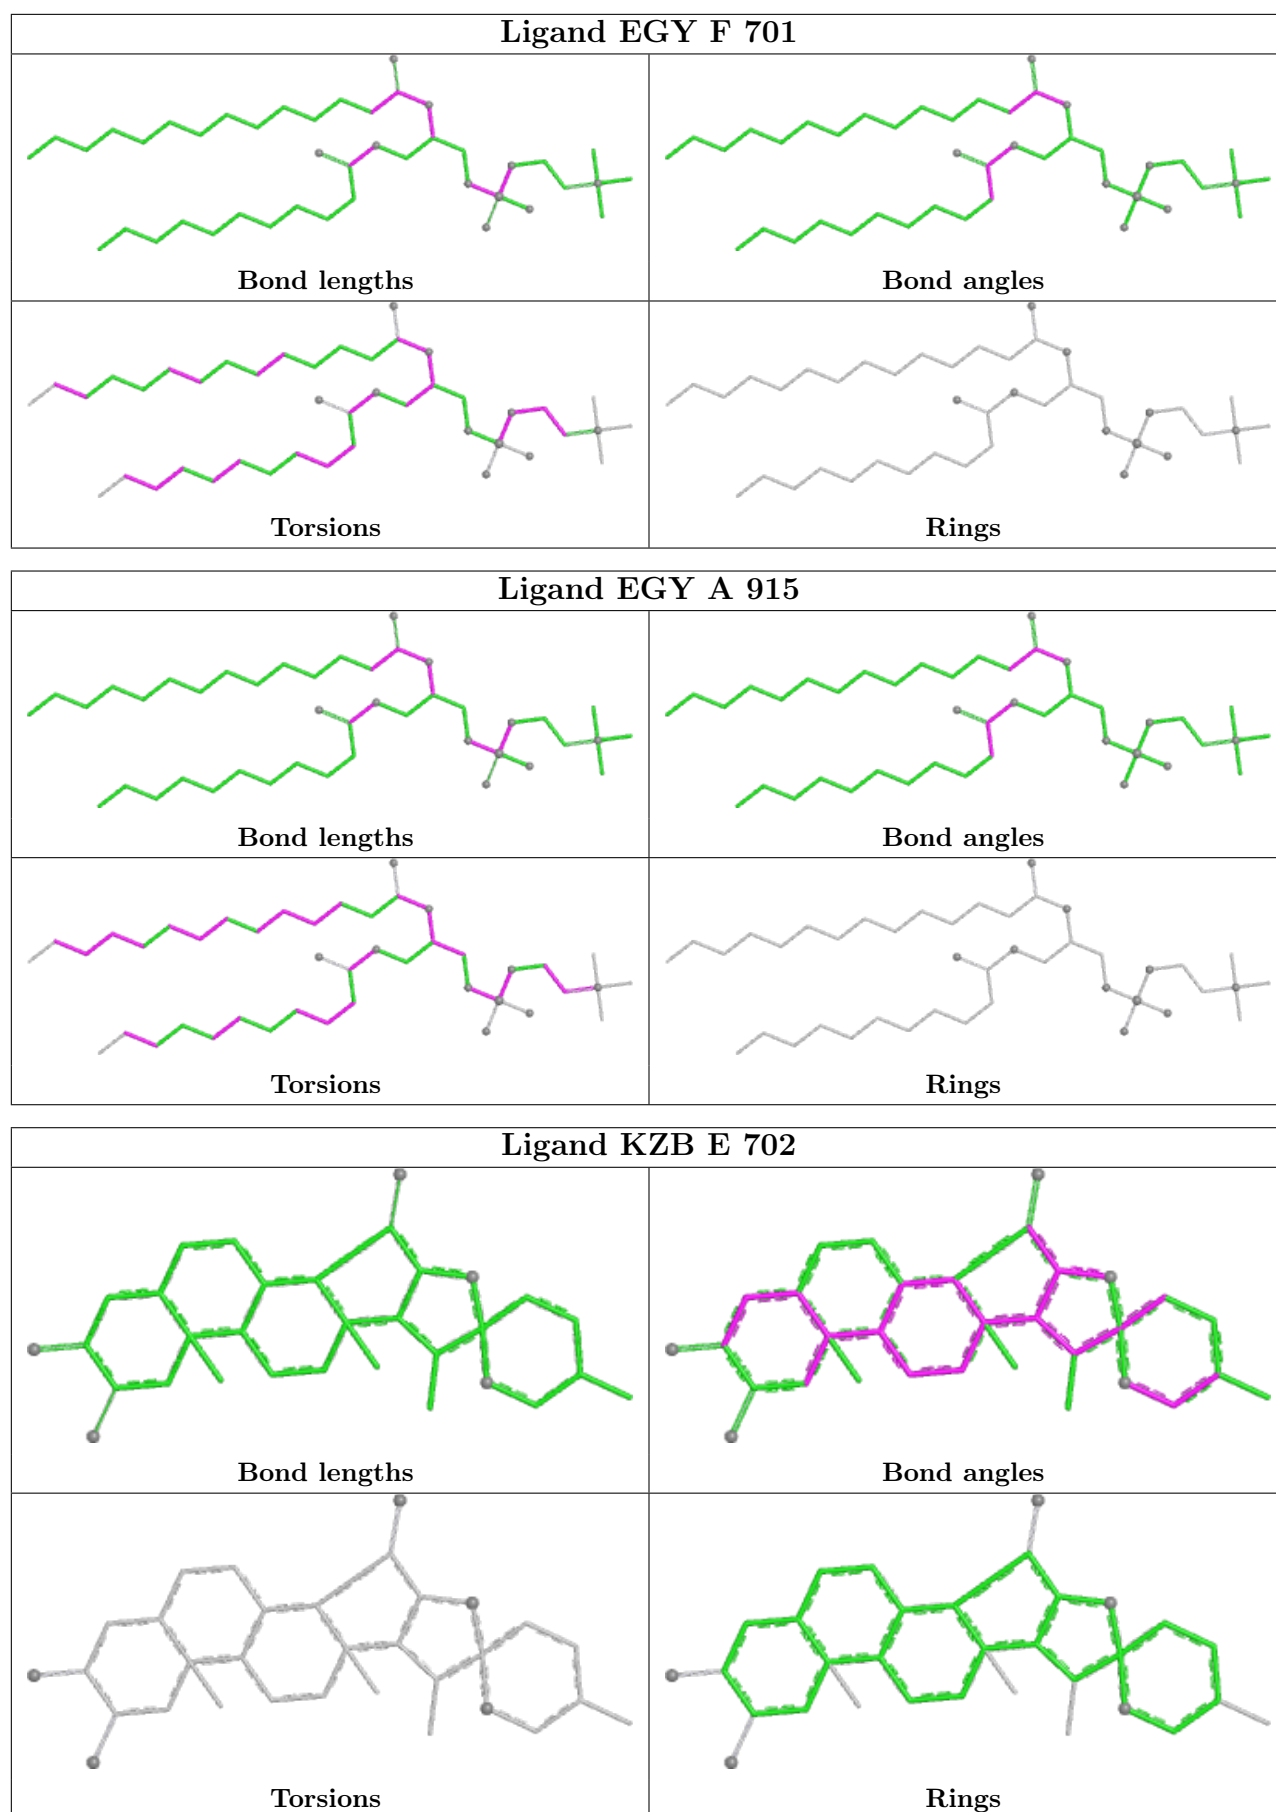 Ligand EGY F 701
Bond lengths
Bond angles
Torsions
Rings
Ligand EGY A 915
Bond lengths
Bond angles
Torsions
Rings
Ligand KZB E 702
Bond lengths
Bond angles
Torsions
Rings